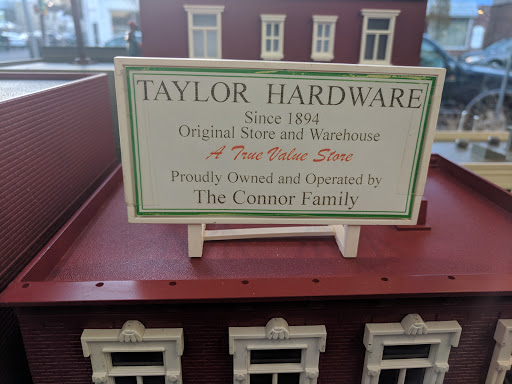 TAYLOR HARDWARE
Since 1894
Original Store and Warehouse
A True Value Store
Proudly Owned and Operated by
The Connor Family